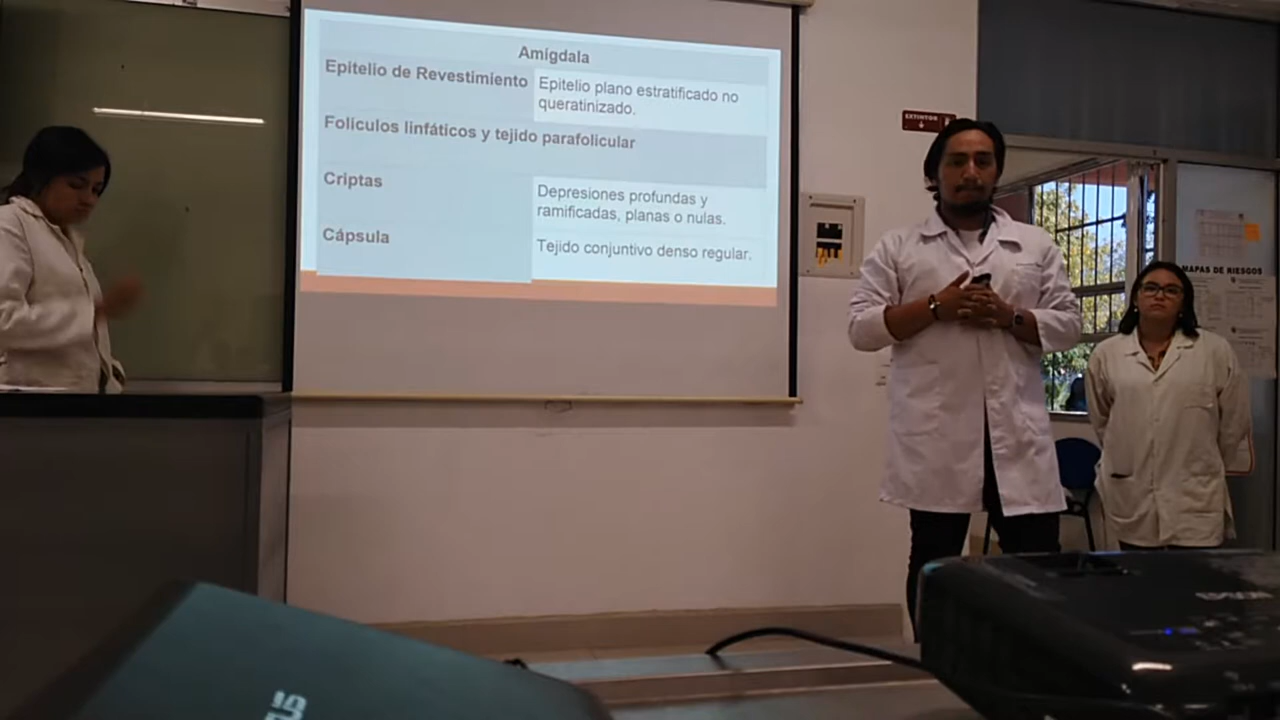 Amigdala
Epitelio de Revestimiento
Epitelio plano estratificado no
queratinizado.
Folículos linfáticos y tejido parafolicular
Criptas
Depresiones profundas y
ramificadas, planas o nulas.
Cápsula
Tejido conjuntivo denso regular.
EXTINTOR
MAPAS DE RIESGOS